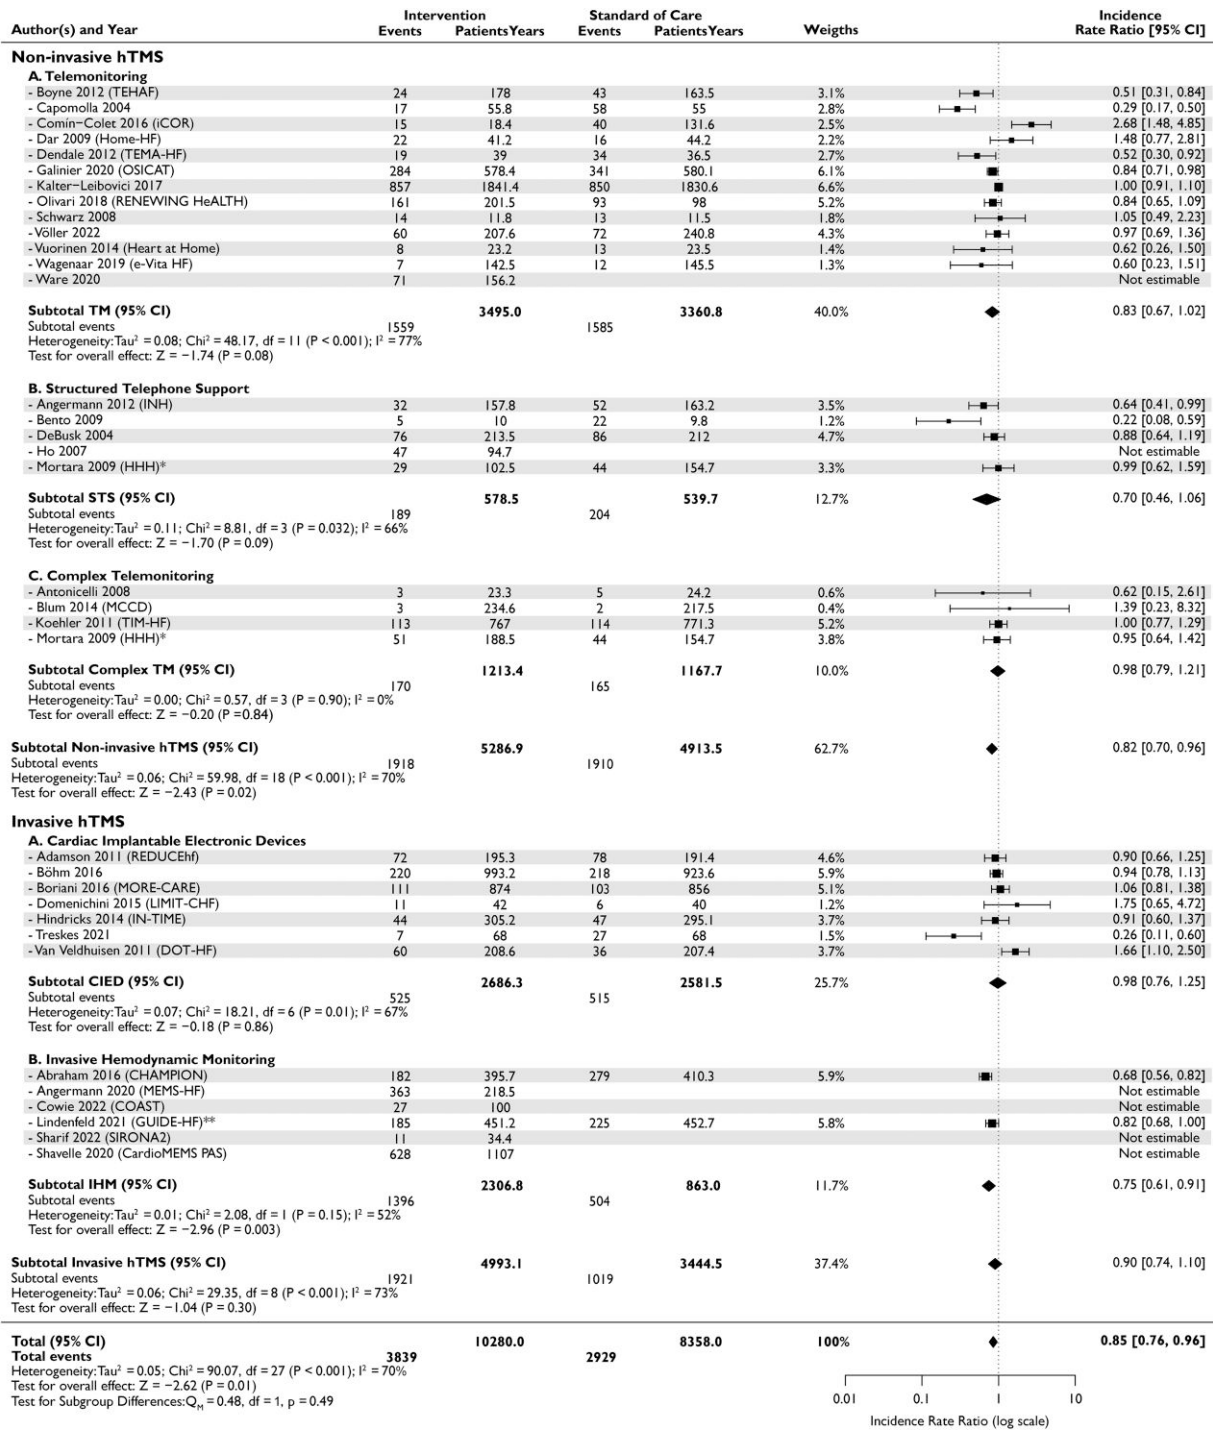 Intervention Standard of Care Incidence
Author(s) and Year Events PatientsYears Events PatientsYears Weigths Rate Ratio [95% CI]
Non-invasive hTMS
A. Telemonitoring
- Boyne 2012 (TEHAF) 24 178 43 163.5 3.1% 0.51 [0.31, 0.84]
- Capomolla 2004 17 55.8 58 55 2.8% 0.29 [0.17, 0.50]
- Comín−Colet 2016 (iCOR) 15 18.4 40 131.6 2.5% 2.68 [1.48, 4.85]
- Dar 2009 (Home-HF) 22 41.2 16 44.2 2.2% 1.48 [0.77, 2.81]
- Dendale 2012 (TEMA-HF) 19 39 34 36.5 2.7% 0.52 [0.30, 0.92]
- Galinier 2020 (OSICAT) 284 578.4 341 580.1 6.1% 0.84 [0.71, 0.98]
- Kalter−Leibovici 2017 857 1841.4 850 1830.6 6.6% 1.00 [0.91, 1.10]
- Olivari 2018 (RENEWING HeALTH) 161 201.5 93 98 5.2% 0.84 [0.65, 1.09]
- Schwarz 2008 14 11.8 13 11.5 1.8% 1.05 [0.49, 2.23]
- Völler 2022 60 207.6 72 240.8 4.3% 0.97 [0.69, 1.36]
- Vuorinen 2014 (Heart at Home) 8 23.2 13 23.5 1.4% 0.62 [0.26, 1.50]
- Wagenaar 2019 (e-Vita HF) 7 142.5 12 145.5 1.3% 0.60 [0.23, 1.51]
- Ware 2020 71 156.2 Not estimable
Subtotal TM (95% CI) 3495.0 3360.8 40.0% 0.83 [0.67, 1.02]
Subtotal events 1559 1585
Heterogeneity:Tau² = 0.08; Chi² = 48.17, df = 11 (P < 0.001); I² = 77%
Test for overall effect: Z = −1.74 (P = 0.08)
B. Structured Telephone Support
- Angermann 2012 (INH) 32 157.8 52 163.2 3.5% 0.64 [0.41, 0.99]
- Bento 2009 5 10 22 9.8 1.2% 0.22 [0.08, 0.59]
- DeBusk 2004 76 213.5 86 212 4.7% 0.88 [0.64, 1.19]
- Ho 2007 47 94.7 Not estimable
- Mortara 2009 (HHH)* 29 102.5 44 154.7 3.3% 0.99 [0.62, 1.59]
Subtotal STS (95% CI) 578.5 539.7 12.7% 0.70 [0.46, 1.06]
Subtotal events 189 204
Heterogeneity:Tau² = 0.11; Chi² = 8.81, df = 3 (P = 0.032); I² = 66%
Test for overall effect: Z = −1.70 (P = 0.09)
C. Complex Telemonitoring
- Antonicelli 2008 3 23.3 5 24.2 0.6% 0.62 [0.15, 2.61]
- Blum 2014 (MCCD) 3 234.6 2 217.5 0.4% 1.39 [0.23, 8.32]
- Koehler 2011 (TIM-HF) 113 767 114 771.3 5.2% 1.00 [0.77, 1.29]
- Mortara 2009 (HHH)* 51 188.5 44 154.7 3.8% 0.95 [0.64, 1.42]
Subtotal Complex TM (95% CI) 1213.4 1167.7 10.0% 0.98 [0.79, 1.21]
Subtotal events 170 165
Heterogeneity:Tau² = 0.00; Chi² = 0.57, df = 3 (P = 0.90); I² = 0%
Test for overall effect: Z = −0.20 (P =0.84)
Subtotal Non-invasive hTMS (95% CI) 5286.9 4913.5 62.7% 0.82 [0.70, 0.96]
Subtotal events 1918 1910
Heterogeneity:Tau² = 0.06; Chi² = 59.98, df = 18 (P < 0.001); I² = 70%
Test for overall effect: Z = −2.43 (P = 0.02)
Invasive hTMS
A. Cardiac Implantable Electronic Devices
- Adamson 2011 (REDUCEhf) 72 195.3 78 191.4 4.6% 0.90 [0.66, 1.25]
- Böhm 2016 220 993.2 218 923.6 5.9% 0.94 [0.78, 1.13]
- Boriani 2016 (MORE-CARE) 111 874 103 856 5.1% 1.06 [0.81, 1.38]
- Domenichini 2015 (LIMIT-CHF) 11 42 6 40 1.2% 1.75 [0.65, 4.72]
- Hindricks 2014 (IN-TIME) 44 305.2 47 295.1 3.7% 0.91 [0.60, 1.37]
- Treskes 2021 7 68 27 68 1.5% 0.26 [0.11, 0.60]
- Van Veldhuisen 2011 (DOT-HF) 60 208.6 36 207.4 3.7% 1.66 [1.10, 2.50]
Subtotal CIED (95% CI) 2686.3 2581.5 25.7% 0.98 [0.76, 1.25]
Subtotal events 525 515
Heterogeneity:Tau² = 0.07; Chi² = 18.21, df = 6 (P = 0.01); I² = 67%
Test for overall effect: Z = −0.18 (P = 0.86)
B. Invasive Hemodynamic Monitoring
- Abraham 2016 (CHAMPION) 182 395.7 279 410.3 5.9% 0.68 [0.56, 0.82]
- Angermann 2020 (MEMS-HF) 363 218.5 Not estimable
- Cowie 2022 (COAST) 27 100 Not estimable
- Lindenfeld 2021 (GUIDE-HF)** 185 451.2 225 452.7 5.8% 0.82 [0.68, 1.00]
- Sharif 2022 (SIRONA2) 11 34.4 Not estimable
- Shavelle 2020 (CardioMEMS PAS) 628 1107 Not estimable
Subtotal IHM (95% CI) 2306.8 863.0 11.7% 0.75 [0.61, 0.91]
Subtotal events 1396 504
Heterogeneity:Tau² = 0.01; Chi² = 2.08, df = 1 (P = 0.15); I² = 52%
Test for overall effect: Z = −2.96 (P = 0.003)
Subtotal Invasive hTMS (95% CI) 4993.1 3444.5 37.4% 0.90 [0.74, 1.10]
Subtotal events 1921 1019
Heterogeneity:Tau² = 0.06; Chi² = 29.35, df = 8 (P < 0.001); I² = 73%
Test for overall effect: Z = −1.04 (P = 0.30)
Total (95% CI) 10280.0 8358.0 100% 0.85 [0.76, 0.96]
Total events 3839 2929
Heterogeneity:Tau² = 0.05; Chi² = 90.07, df = 27 (P < 0.001); I² = 70%
Test for overall effect: Z = −2.62 (P = 0.01)
Test for Subgroup Differences:Q_M = 0.48, df = 1, p = 0.49
0.01 0.1 1 10
Incidence Rate Ratio (log scale)